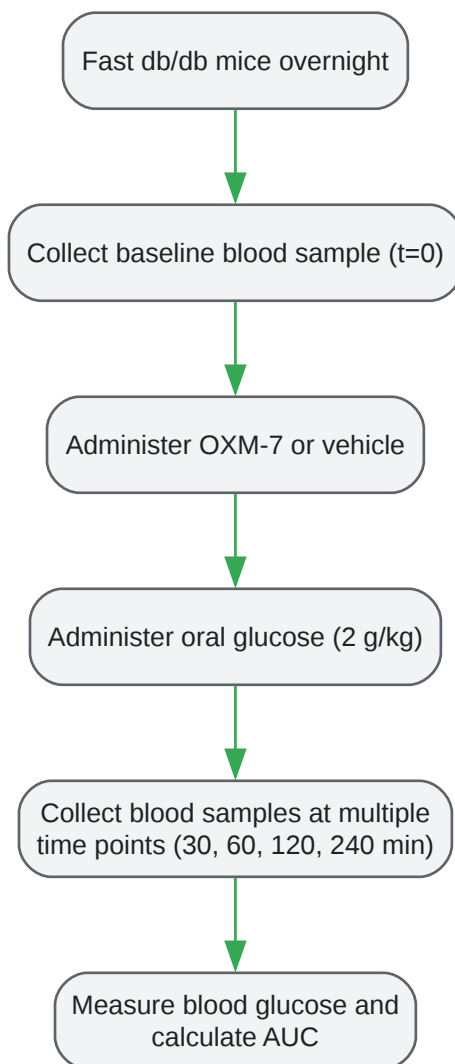 Fast db/db mice overnight
Collect baseline blood sample (t=0)
Administer OXM-7 or vehicle
Administer oral glucose (2 g/kg)
Collect blood samples at multiple
time points (30, 60, 120, 240 min)
Measure blood glucose and
calculate AUC